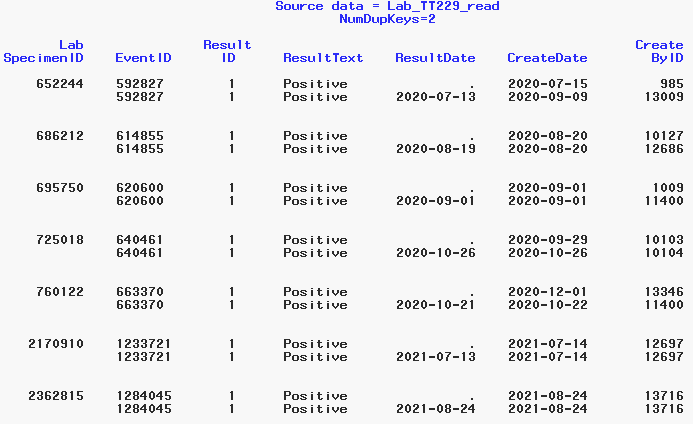 Source data = Lab_TT229_read
NumDupKeys=2
Lab Result Create
SpecimenID EventID ID ResultText ResultDate CreateDate ByID
652244 592827 1 Positive . 2020-07-15 985
592827 1 Positive 2020-07-13 2020-09-09 13009
686212 614855 1 Positive . 2020-08-20 10127
614855 1 Positive 2020-08-19 2020-08-20 12686
695750 620600 1 Positive . 2020-09-01 1009
620600 1 Positive 2020-09-01 2020-09-01 11400
725018 640461 1 Positive . 2020-09-29 10103
640461 1 Positive 2020-10-26 2020-10-26 10104
760122 663370 1 Positive . 2020-12-01 13346
663370 1 Positive 2020-10-21 2020-10-22 11400
2170910 1233721 1 Positive . 2021-07-14 12697
1233721 1 Positive 2021-07-13 2021-07-14 12697
2362815 1284045 1 Positive . 2021-08-24 13716
1284045 1 Positive 2021-08-24 2021-08-24 13716